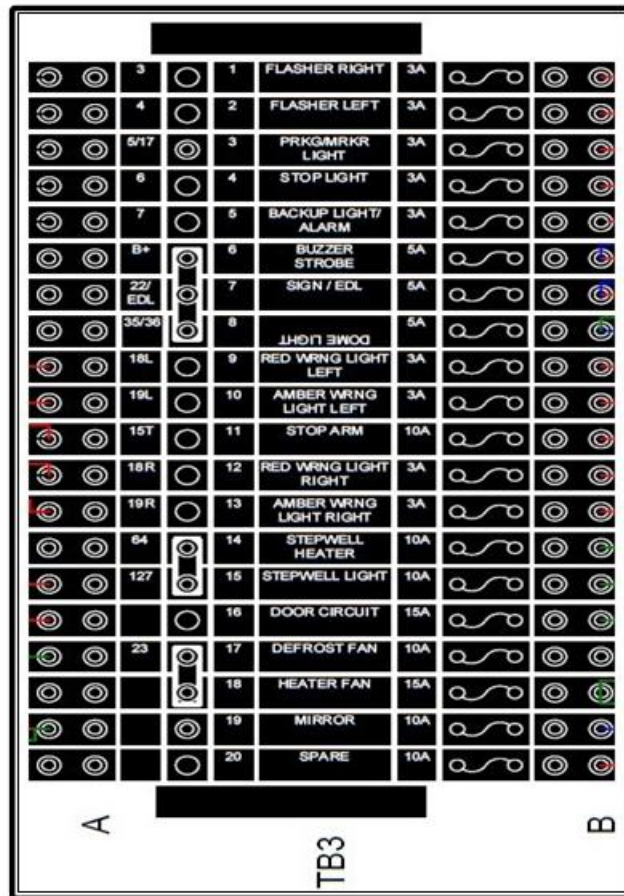 3 1 FLASHER RIGHT 3A
4 2 FLASHER LEFT 3A
5/17 3 PRKG/MRKR LIGHT 3A
6 4 STOP LIGHT 3A
7 5 BACKUP LIGHT/ ALARM 3A
B+ 6 BUZZER STROBE 5A
22/ EDL 7 SIGN / EDL 5A
35/36 8 DOME LIGHT 5A
18L 9 RED WRNG LIGHT LEFT 3A
19L 10 AMBER WRNG LIGHT LEFT 3A
15T 11 STOP ARM 10A
18R 12 RED WRNG LIGHT RIGHT 3A
19R 13 AMBER WRNG LIGHT RIGHT 3A
64 14 STEPWELL HEATER 10A
127 15 STEPWELL LIGHT 10A
16 DOOR CIRCUIT 15A
23 17 DEFROST FAN 10A
18 HEATER FAN 15A
19 MIRROR 10A
20 SPARE 10A
A TB3 B